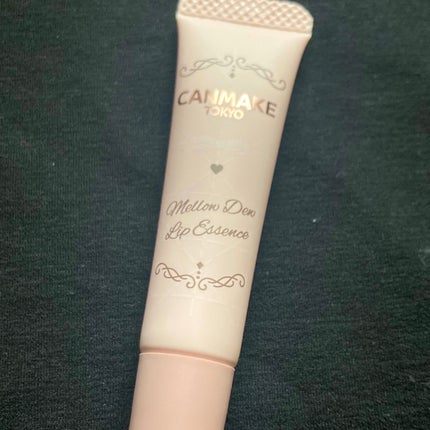 CANMAKE
TOKYO
Mellow Dew
Lip Essence